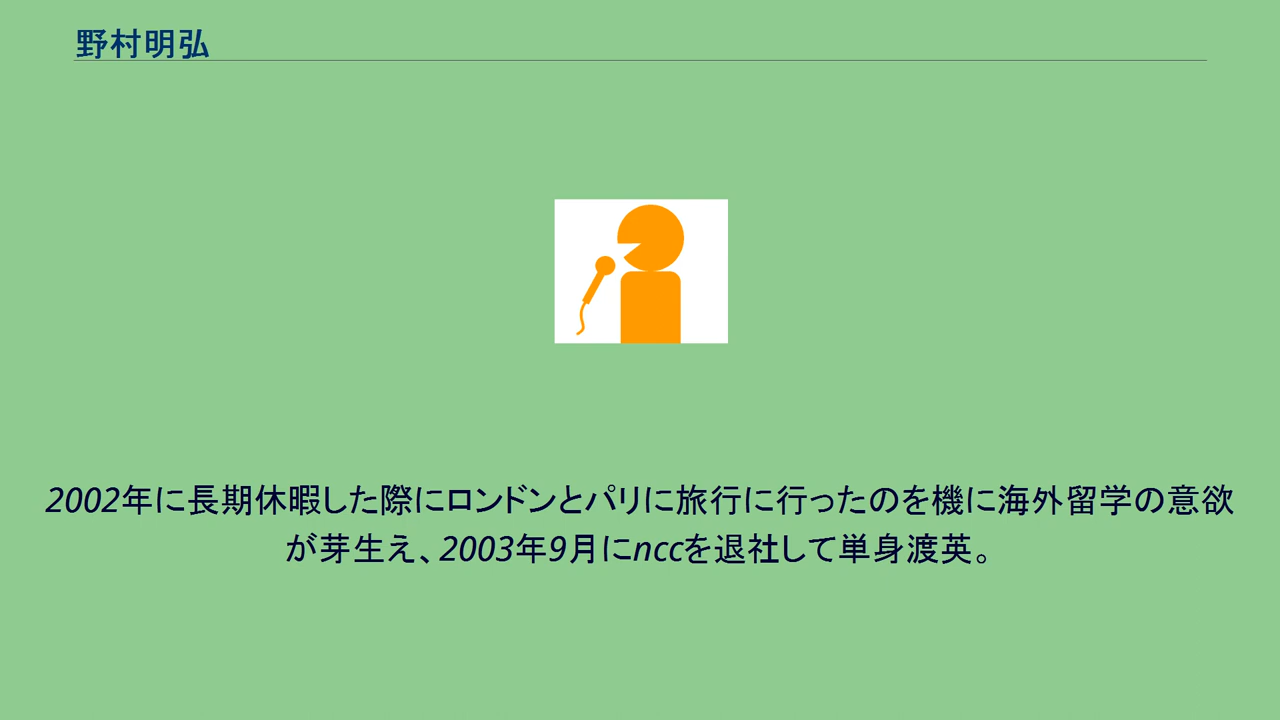 野村明弘
2002年に長期休暇した際にロンドンとパリに旅行に行ったのを機に海外留学の意欲
が芽生え、2003年9月にnccを退社して単身渡英。